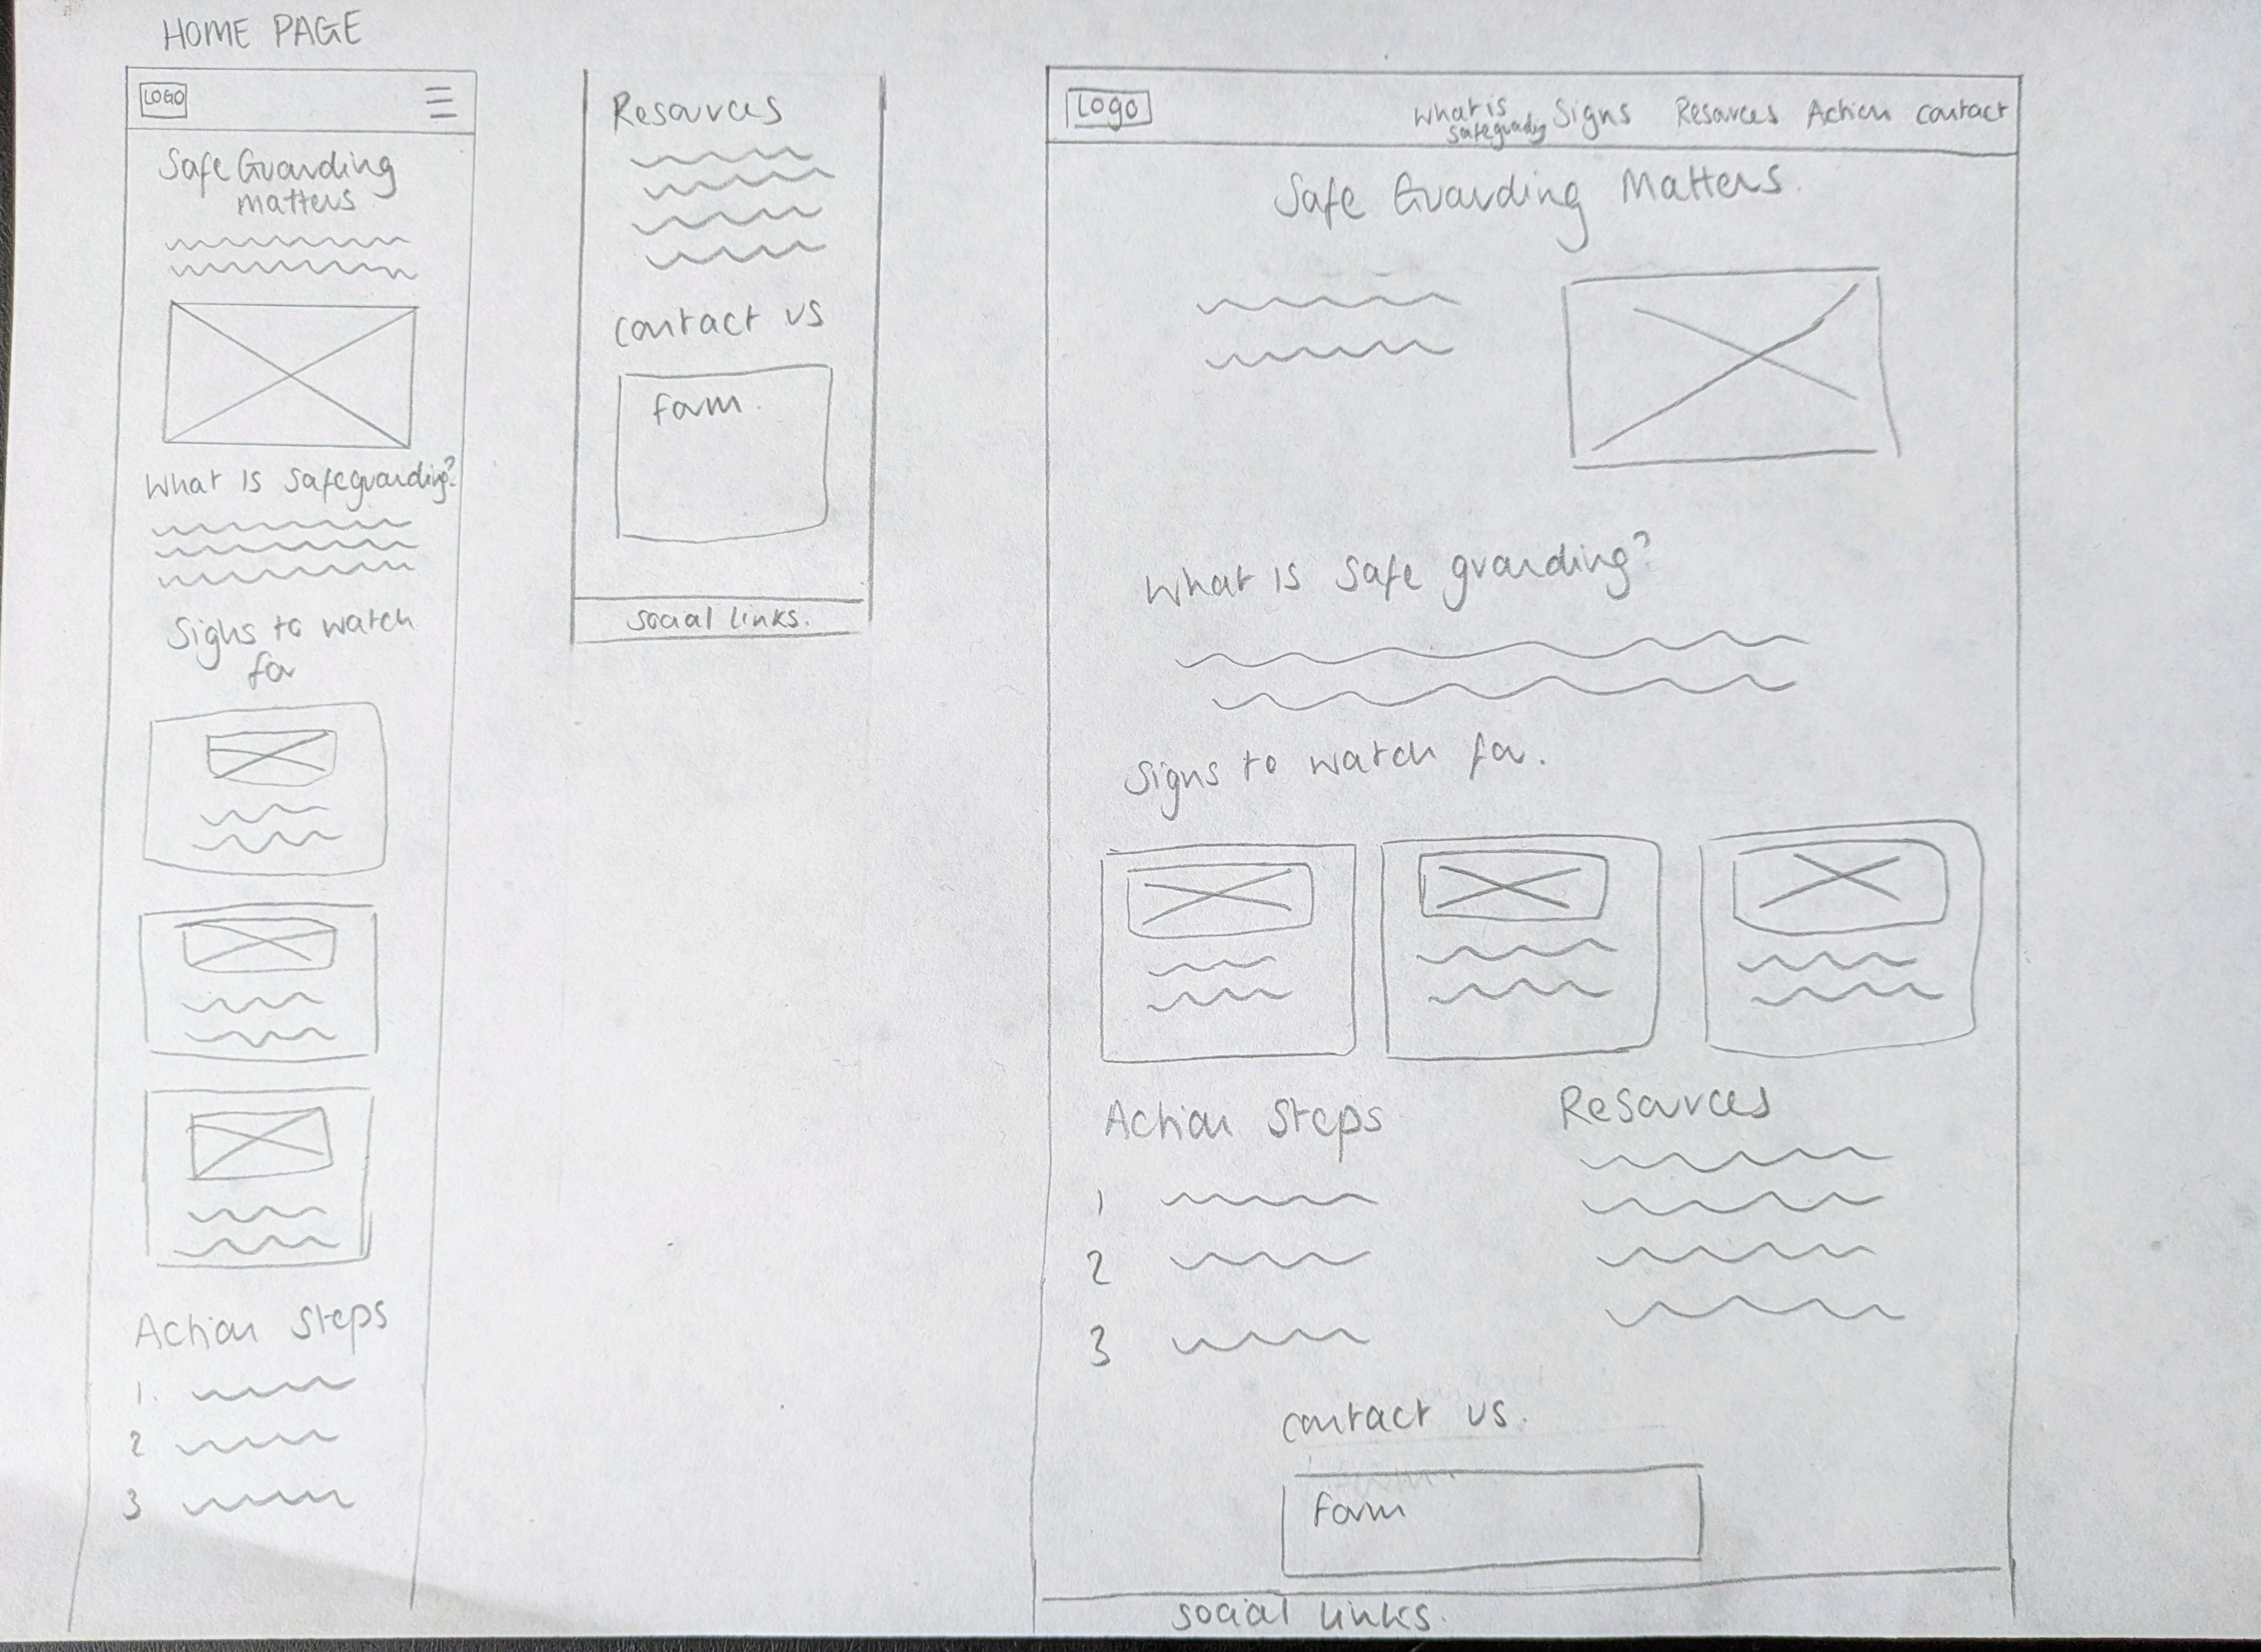 HOME PAGE
LOGO
Safe Guarding
matters
What is Safeguarding?
Signs to watch
for
Action Steps
1.
2
3
Resources
contact us
form.
social links.
Logo
What is
safeguarding
Signs
Resources
Action
contact
Safe Guarding Matters.
What is safe guarding?
Signs to watch for.
Action Steps
1
2
3
Resources
contact us.
form
social links.